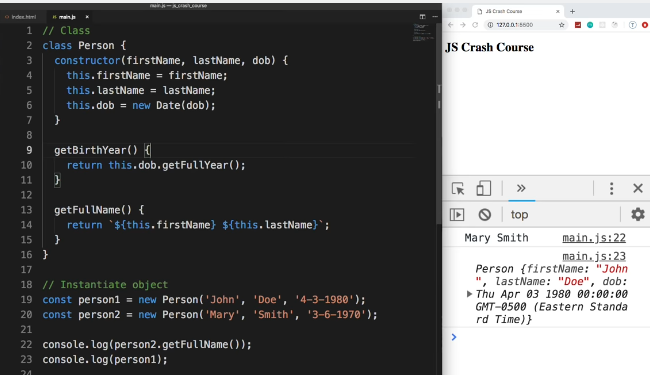 main.js — js_crash_course
index.html
main.js
JS Crash Course
127.0.0.1:5500
1 // Class
2 class Person {
3 constructor(firstName, lastName, dob) {
4 this.firstName = firstName;
5 this.lastName = lastName;
6 this.dob = new Date(dob);
7 }
8
9 getBirthYear() {
10 return this.dob.getFullYear();
11 }
12
13 getFullName() {
14 return `${this.firstName} ${this.lastName}`;
15 }
16 }
17
18 // Instantiate object
19 const person1 = new Person('John', 'Doe', '4-3-1980');
20 const person2 = new Person('Mary', 'Smith', '3-6-1970');
21
22 console.log(person2.getFullName());
23 console.log(person1);
24
JS Crash Course
top
Mary Smith main.js:22
main.js:23
Person {firstName: "John
", lastName: "Doe", dob:
Thu Apr 03 1980 00:00:00
GMT-0500 (Eastern Standa
rd Time)}